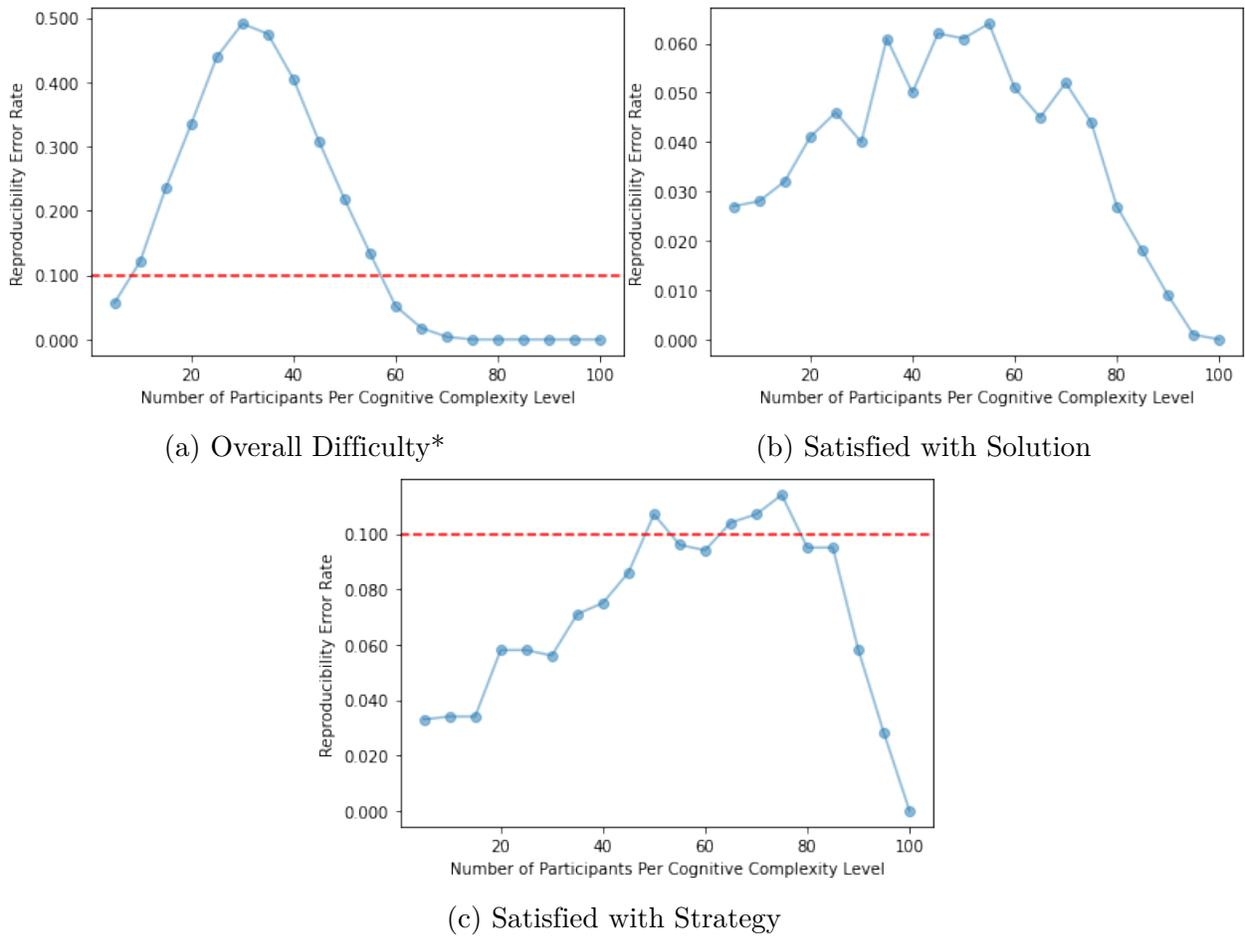 0.500
0.400
0.300
0.200
0.100
0.000
Reproducibility Error Rate
20 40 60 80 100
Number of Participants Per Cognitive Complexity Level
(a) Overall Difficulty*
0.060
0.050
0.040
0.030
0.020
0.010
0.000
Reproducibility Error Rate
20 40 60 80 100
Number of Participants Per Cognitive Complexity Level
(b) Satisfied with Solution
0.100
0.080
0.060
0.040
0.020
0.000
Reproducibility Error Rate
20 40 60 80 100
Number of Participants Per Cognitive Complexity Level
(c) Satisfied with Strategy